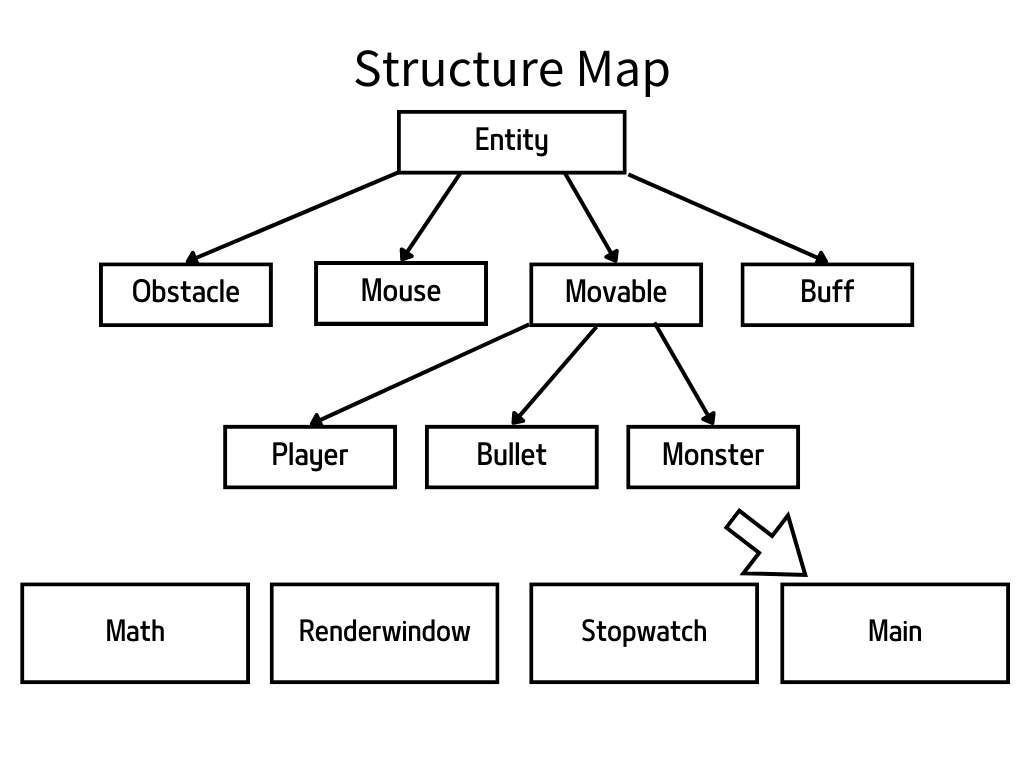 Structure Map
Entity
Obstacle
Mouse
Movable
Buff
Player
Bullet
Monster
Math
Renderwindow
Stopwatch
Main